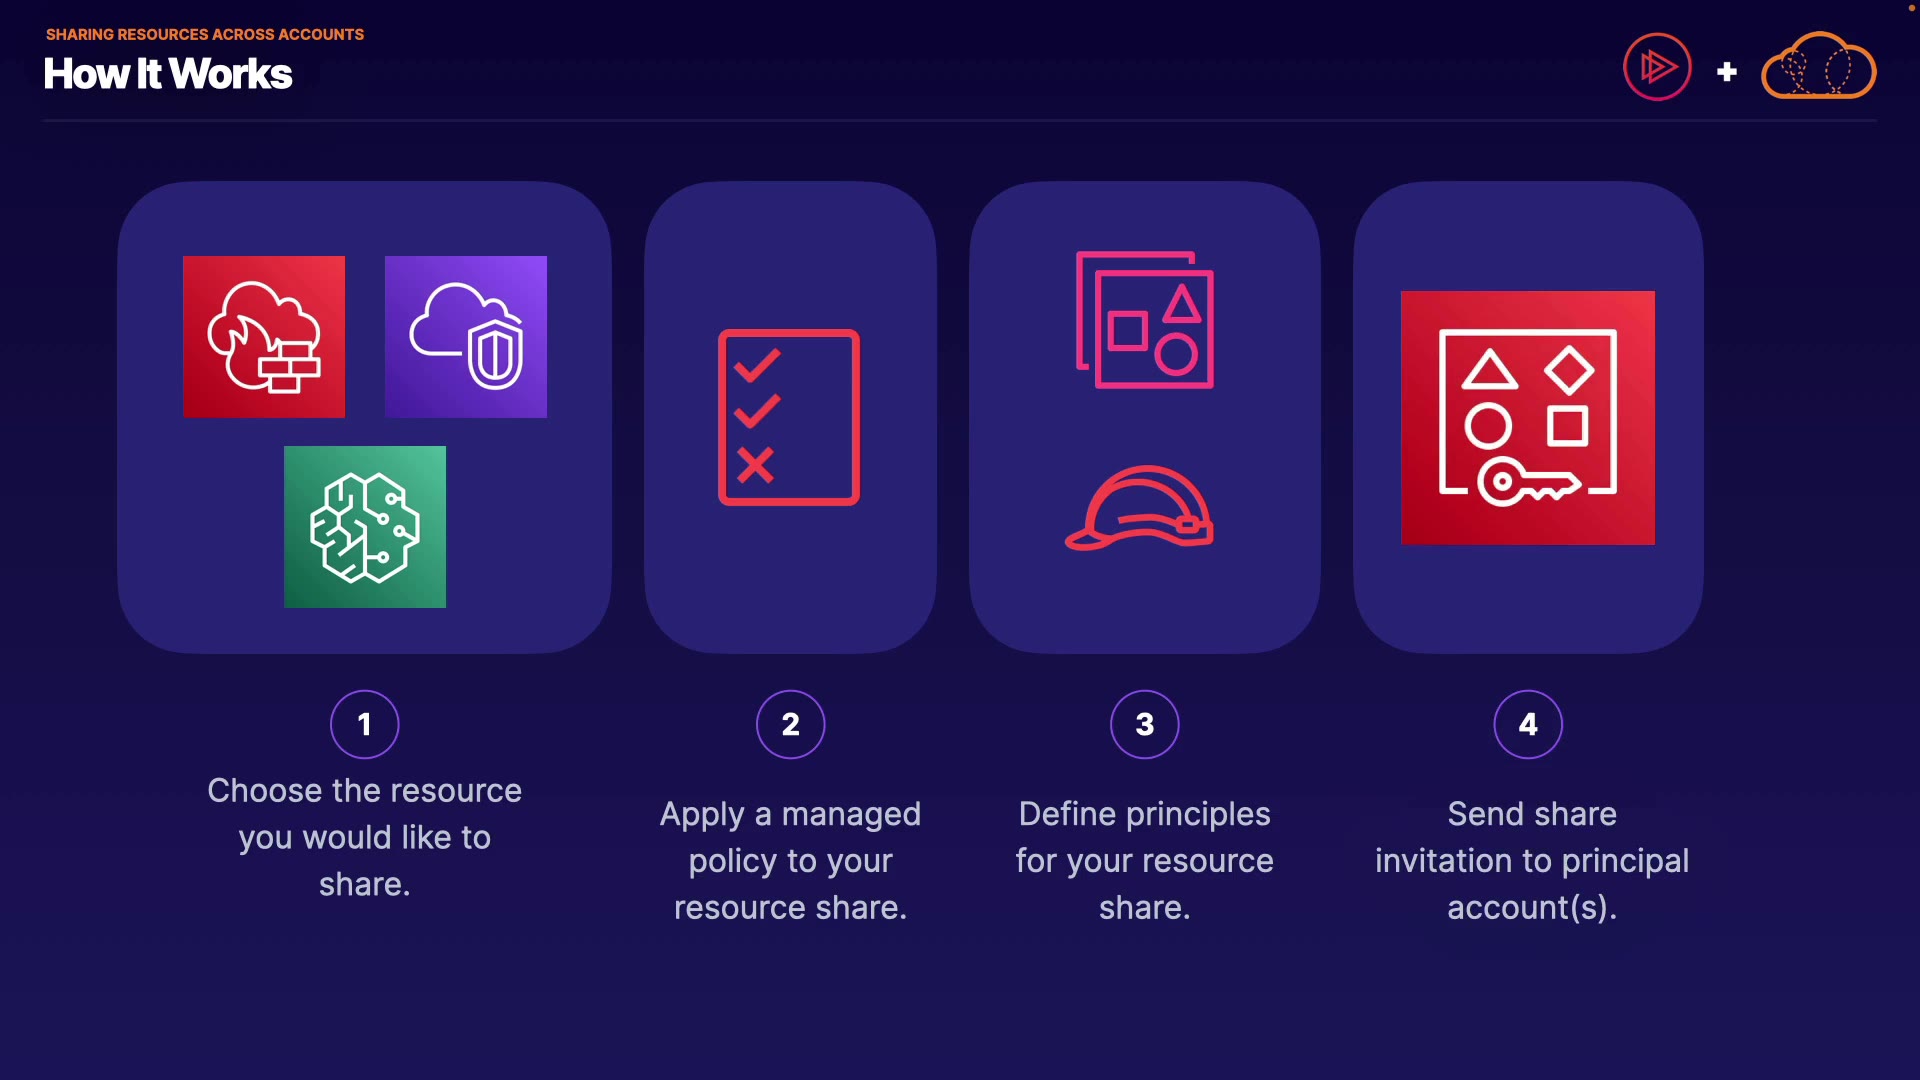 SHARING RESOURCES ACROSS ACCOUNTS
How It Works
1
Choose the resource
you would like to
share.
2
Apply a managed
policy to your
resource share.
3
Define principles
for your resource
share.
4
Send share
invitation to principal
account(s).